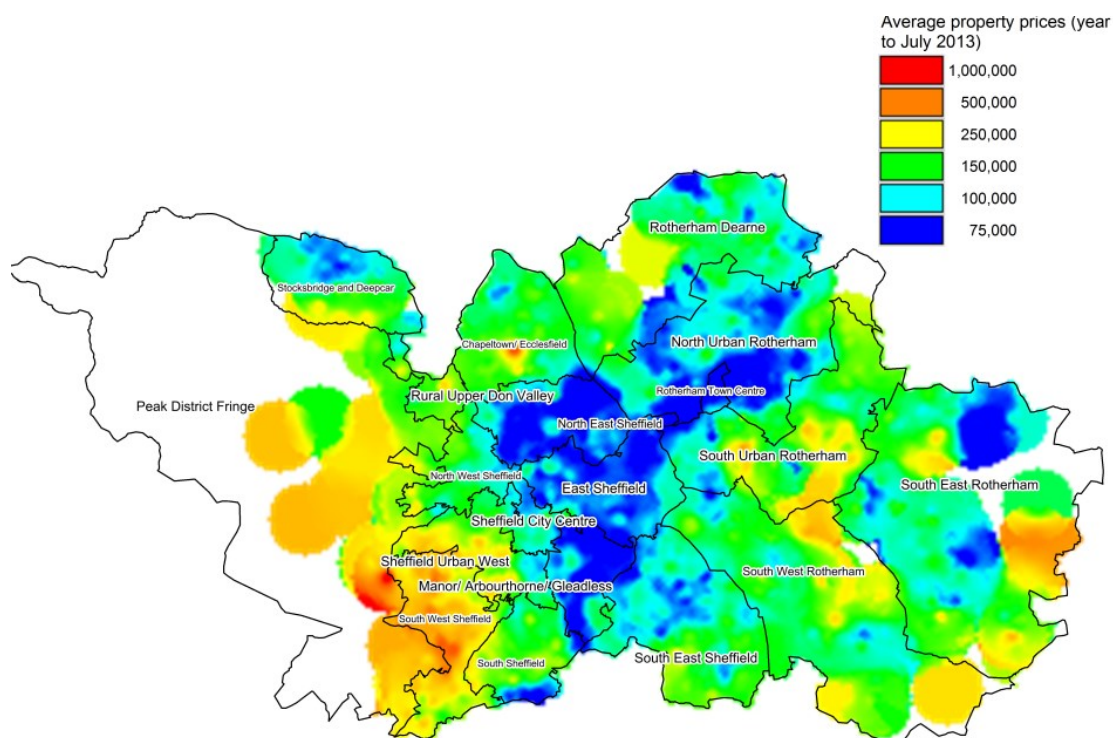 Average property prices (year
to July 2013)
1,000,000
500,000
250,000
150,000
100,000
75,000
Rotherham Dearne
Stocksbridge and Deepcar
Chapeltown/ Ecclesfield
North Urban Rotherham
Rotherham Town Centre
Rural Upper Don Valley
Peak District Fringe
North East Sheffield
South Urban Rotherham
North West Sheffield
East Sheffield
South East Rotherham
Sheffield City Centre
Sheffield Urban West
South West Rotherham
Manor/ Arbourthorne/ Gleadless
South West Sheffield
South Sheffield
South East Sheffield